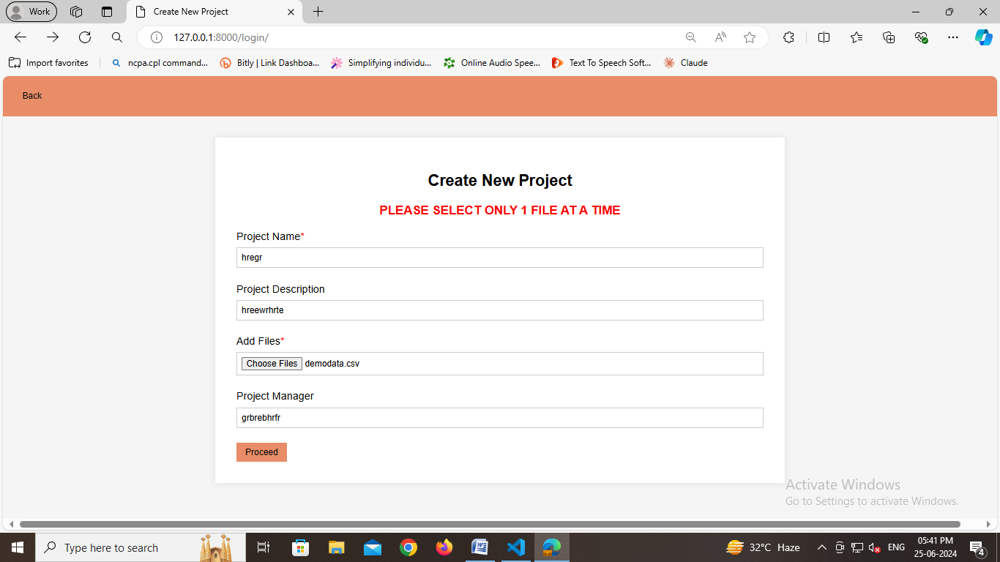 Work
Create New Project
127.0.0.1:8000/login/
Import favorites
ncpa.cpl command...
Bitly | Link Dashboa...
Simplifying individu...
Online Audio Spee...
Text To Speech Soft...
Claude
Back
Create New Project
PLEASE SELECT ONLY 1 FILE AT A TIME
Project Name*
hregr
Project Description
hreewrhrte
Add Files*
Choose Files demodata.csv
Project Manager
grbrebhrfr
Proceed
Activate Windows
Go to Settings to activate Windows.
Type here to search
32°C Haze
ENG
05:41 PM
25-06-2024
4